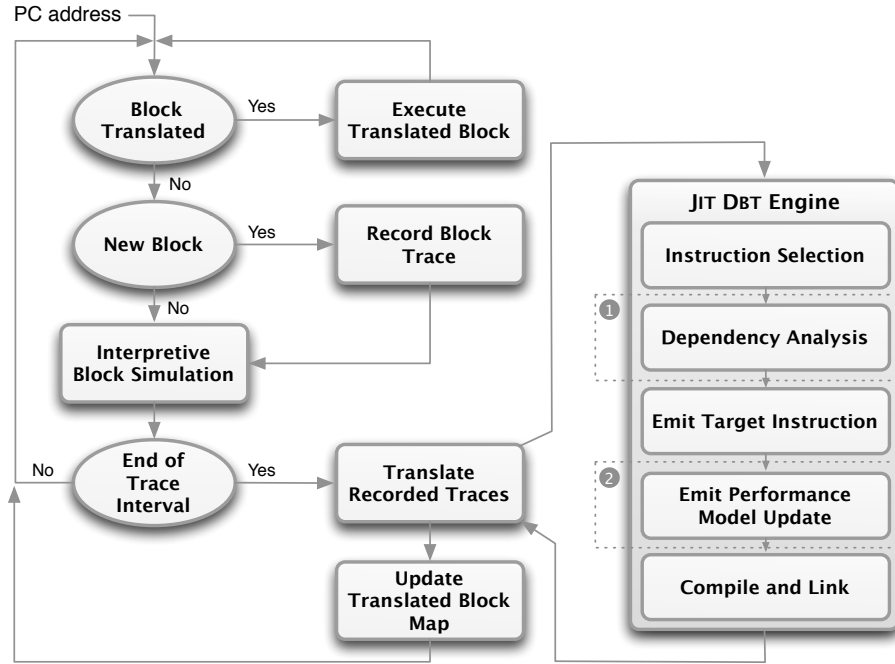 PC address
Block
Translated
Yes
Execute
Translated Block
No
New Block
Yes
Record Block
Trace
No
Interpretive
Block Simulation
End of
Trace
Interval
No
Yes
Translate
Recorded Traces
Update
Translated Block
Map
JIT DBT Engine
Instruction Selection
1
Dependency Analysis
Emit Target Instruction
2
Emit Performance
Model Update
Compile and Link